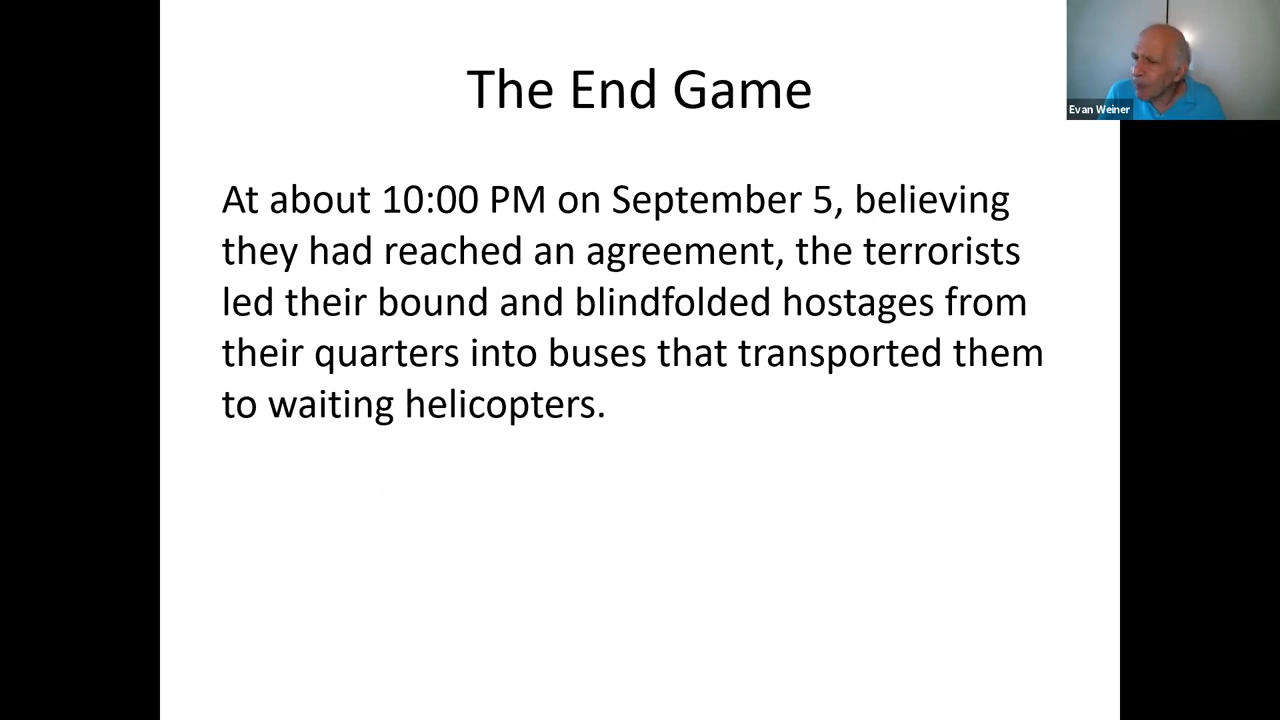 The End Game
Evan Weiner
At about 10:00 PM on September 5, believing
they had reached an agreement, the terrorists
led their bound and blindfolded hostages from
their quarters into buses that transported them
to waiting helicopters.